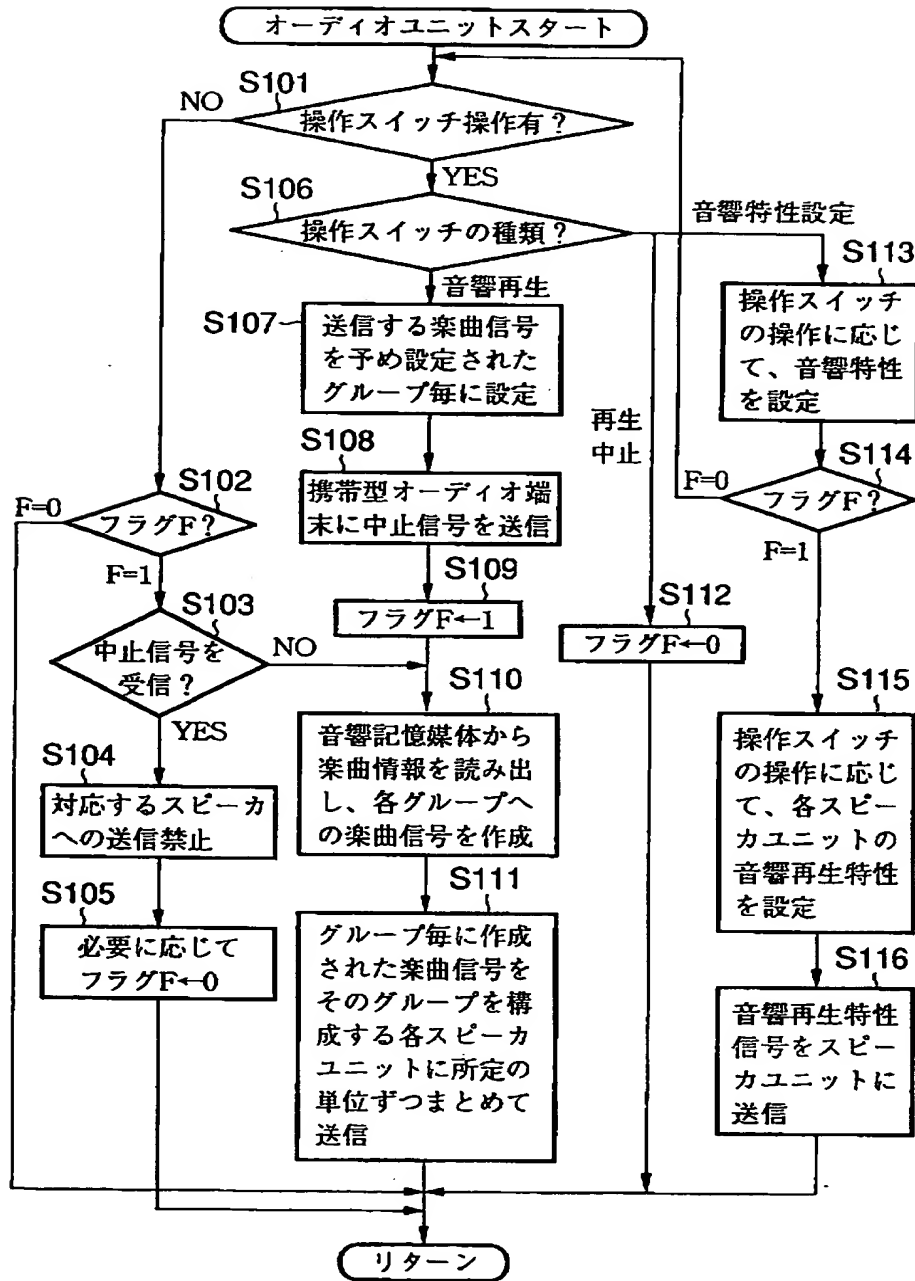 オーディオユニットスタート
S101
NO
操作スイッチ操作有？
YES
S106
操作スイッチの種類？
音響特性設定
音響再生
S107
送信する楽曲信号
を予め設定された
グループ毎に設定
再生
中止
S113
操作スイッチ
の操作に応じ
て、音響特性
を設定
S108
携帯型オーディオ端
末に中止信号を送信
S114
F=0
フラグF？
F=1
S102
F=0
フラグF？
F=1
S109
フラグF←1
S112
フラグF←0
S103
中止信号を
受信？
NO
YES
S110
音響記憶媒体から
楽曲情報を読み出
し、各グループへ
の楽曲信号を作成
S115
操作スイッチ
の操作に応じ
て、各スピー
カユニットの
音響再生特性
を設定
S104
対応するスピーカ
への送信禁止
S105
必要に応じて
フラグF←0
S111
グループ毎に作成
された楽曲信号を
そのグループを構
成する各スピーカ
ユニットに所定の
単位ずつまとめて
送信
S116
音響再生特性
信号をスピー
カユニットに
送信
リターン